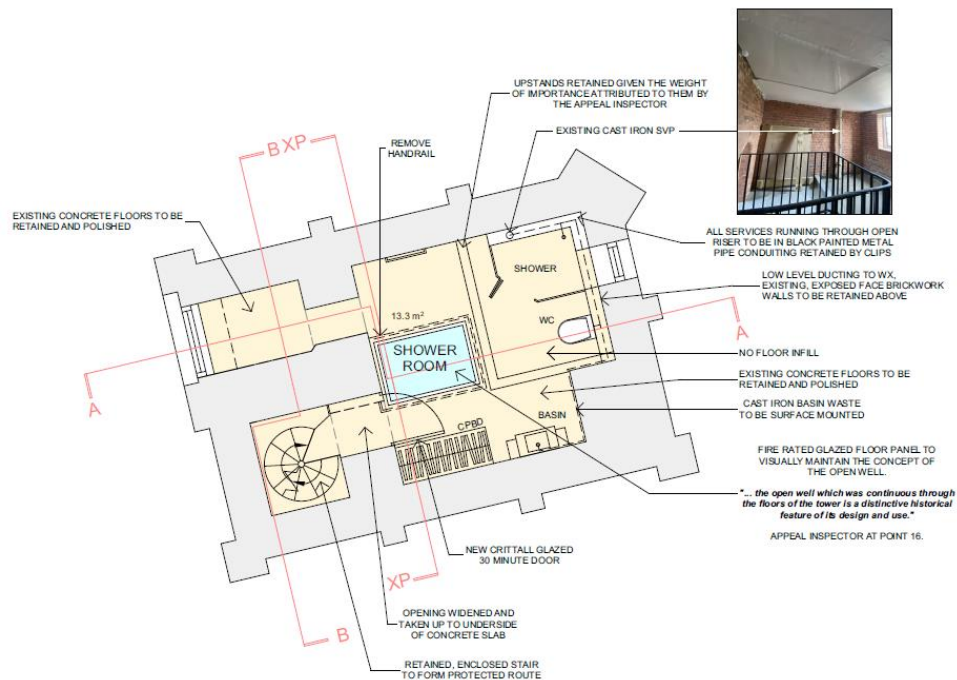 UPSTANDS RETAINED GIVEN THE WEIGHT
OF IMPORTANCE ATTRIBUTED TO THEM BY
THE APPEAL INSPECTOR
EXISTING CAST IRON SVP
B XP
REMOVE
HANDRAIL
EXISTING CONCRETE FLOORS TO BE
RETAINED AND POLISHED
ALL SERVICES RUNNING THROUGH OPEN
RISER TO BE IN BLACK PAINTED METAL
PIPE CONDUITING RETAINED BY CLIPS
SHOWER
LOW LEVEL DUCTING TO WX,
EXISTING, EXPOSED FACE BRICKWORK
WALLS TO BE RETAINED ABOVE
13.3 m²
WC
A
SHOWER
ROOM
NO FLOOR INFILL
A
EXISTING CONCRETE FLOORS TO BE
RETAINED AND POLISHED
CPBD
BASIN
CAST IRON BASIN WASTE
TO BE SURFACE MOUNTED
FIRE RATED GLAZED FLOOR PANEL TO
VISUALLY MAINTAIN THE CONCEPT OF
THE OPEN WELL.
"... the open well which was continuous through
the floors of the tower is a distinctive historical
feature of its design and use."
APPEAL INSPECTOR AT POINT 16.
NEW CRITTALL GLAZED
30 MINUTE DOOR
XP
OPENING WIDENED AND
TAKEN UP TO UNDERSIDE
OF CONCRETE SLAB
B
RETAINED, ENCLOSED STAIR
TO FORM PROTECTED ROUTE